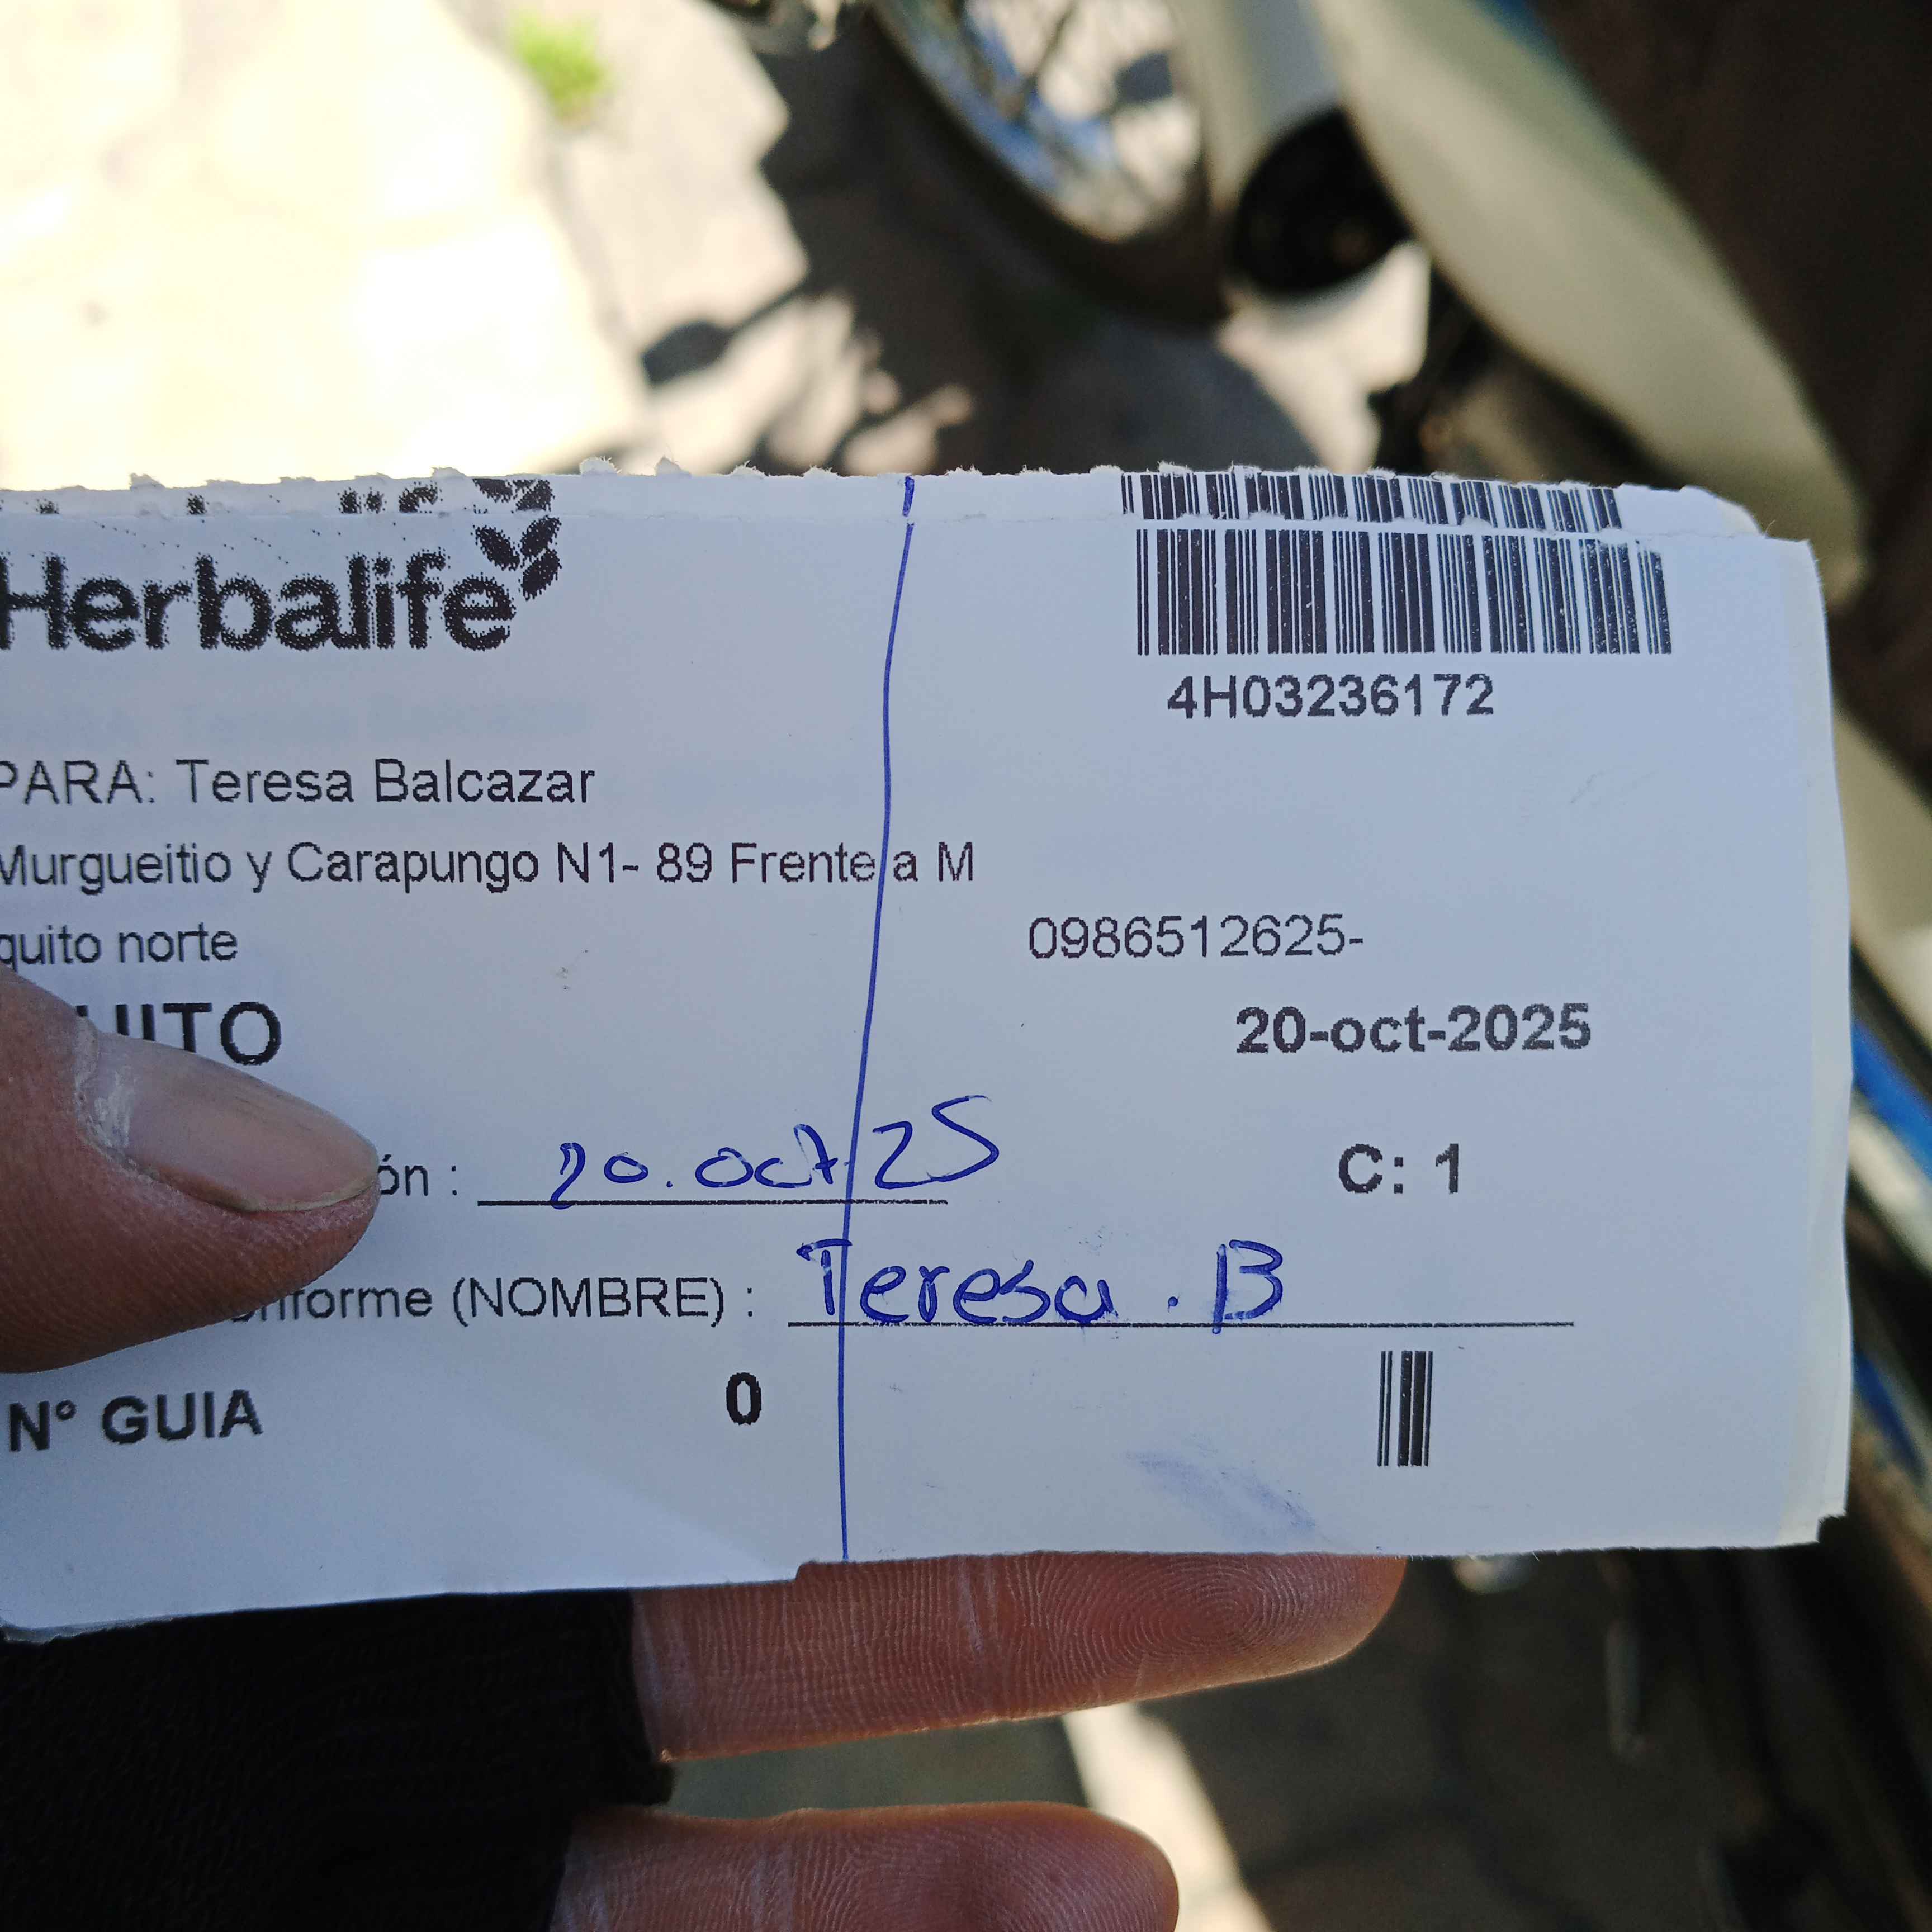 Herbalife
4H03236172
PARA: Teresa Balcazar
Murgueitio y Carapungo N1- 89 Frente a M
quito norte
0986512625-
20-oct-2025
ón : 20.oct 25
C: 1
onforme (NOMBRE) : Teresa . B
N° GUIA 0